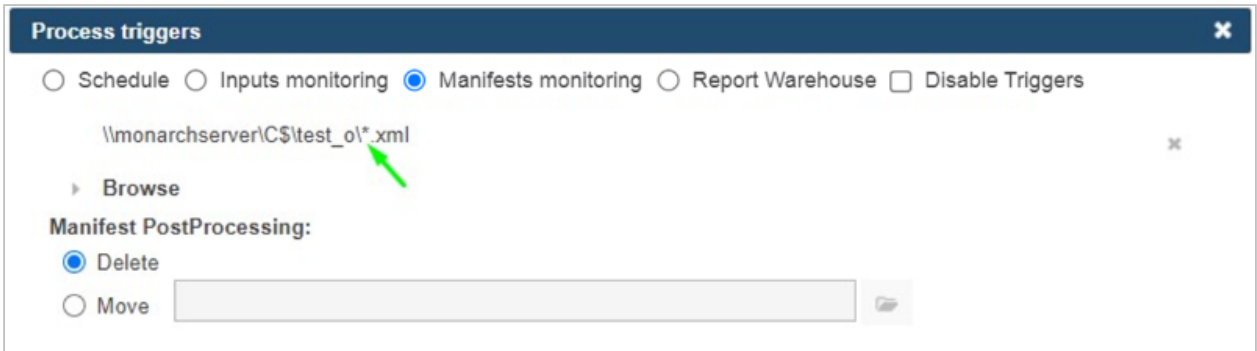 Process triggers
Schedule Inputs monitoring Manifests monitoring Report Warehouse Disable Triggers
\\monarchserver\C$\test_o\*.xml
Browse
Manifest PostProcessing:
Delete
Move